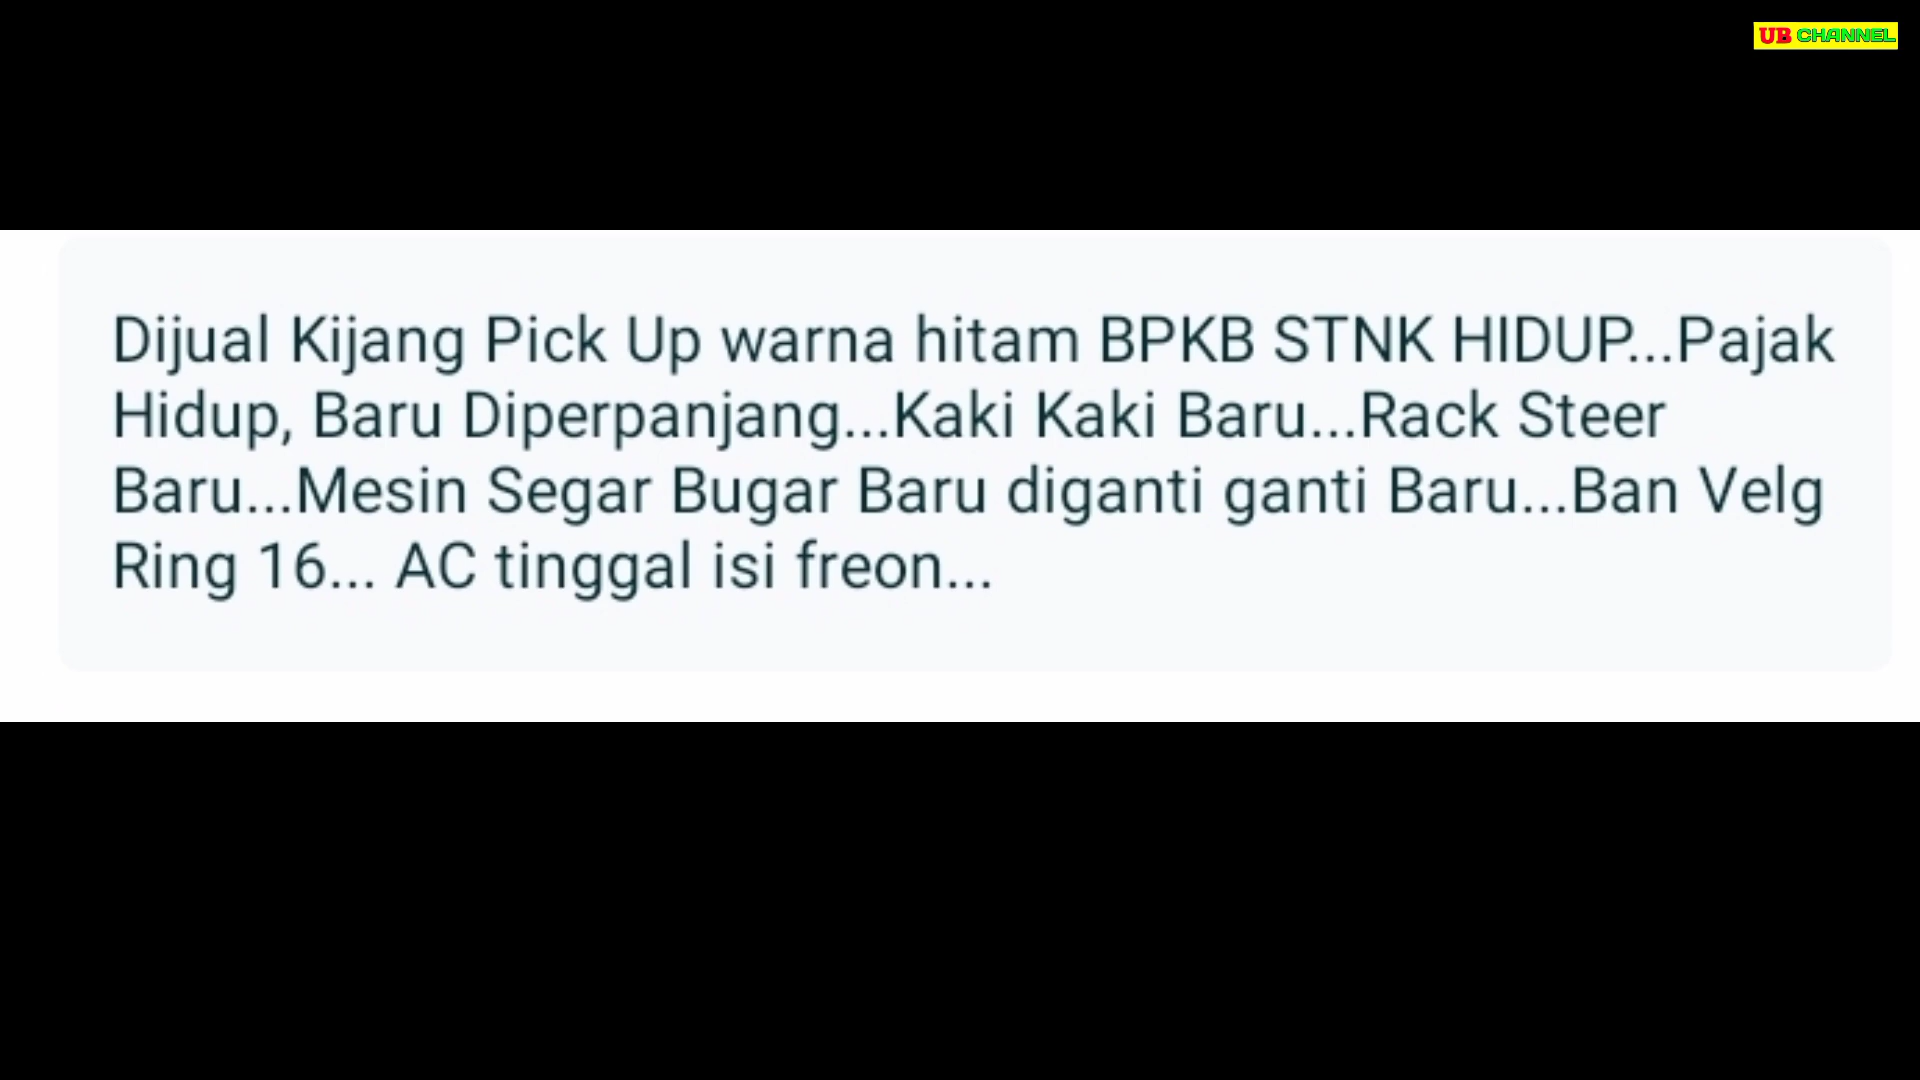 UB CHANNEL
Dijual Kijang Pick Up warna hitam BPKB STNK HIDUP...Pajak
Hidup, Baru Diperpanjang...Kaki Kaki Baru...Rack Steer
Baru...Mesin Segar Bugar Baru diganti ganti Baru...Ban Velg
Ring 16... AC tinggal isi freon...